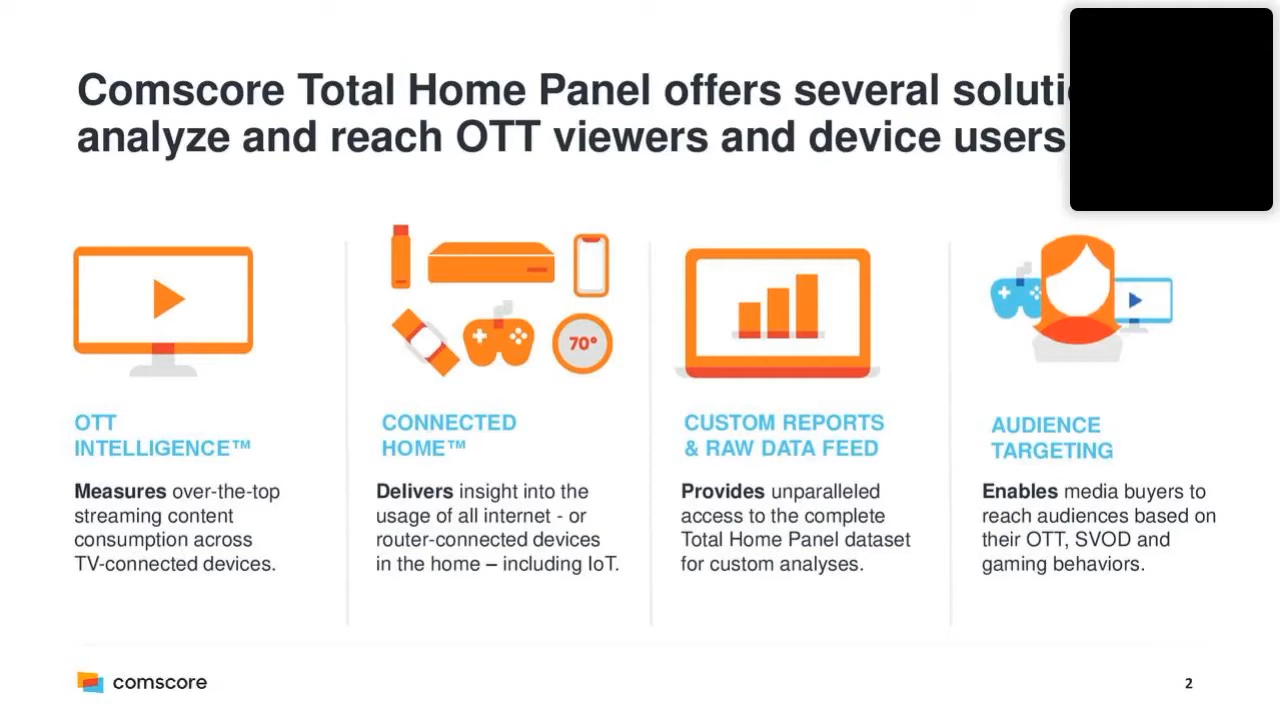 Comscore Total Home Panel offers several
analyze and reach OTT viewers and device users
70°
OTT
INTELLIGENCE™
Measures over-the-top
streaming content
consumption across
TV-connected devices.
CONNECTED
HOME™
Delivers insight into the
usage of all internet - or
router-connected devices
in the home – including IoT.
CUSTOM REPORTS
& RAW DATA FEED
Provides unparalleled
access to the complete
Total Home Panel dataset
for custom analyses.
AUDIENCE
TARGETING
Enables media buyers to
reach audiences based on
their OTT, SVOD and
gaming behaviors.
comscore
2